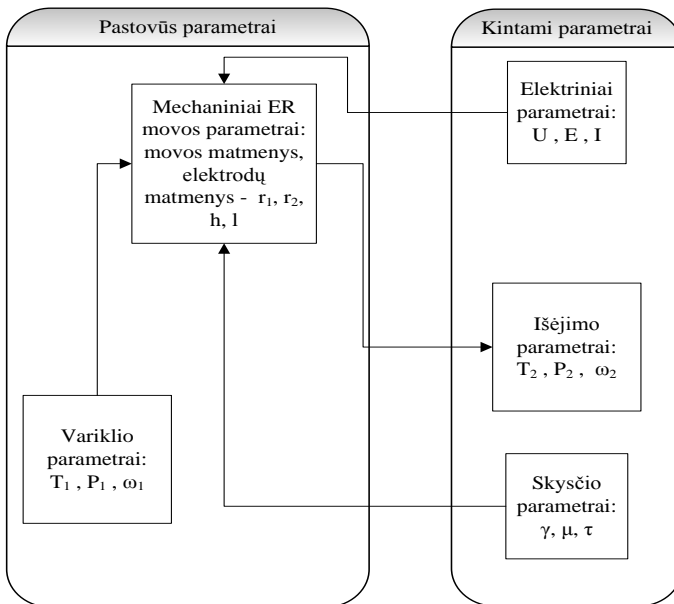 Pastovūs parametrai
Mechaniniai ER
movos parametrai:
movos matmenys,
elektrodų
matmenys - r₁, r₂,
h, l
Variklio
parametrai:
T₁ , P₁ , ω₁
Kintami parametrai
Elektriniai
parametrai:
U , E , I
Išėjimo
parametrai:
T₂ , P₂ , ω₂
Skysčio
parametrai:
γ, μ, τ